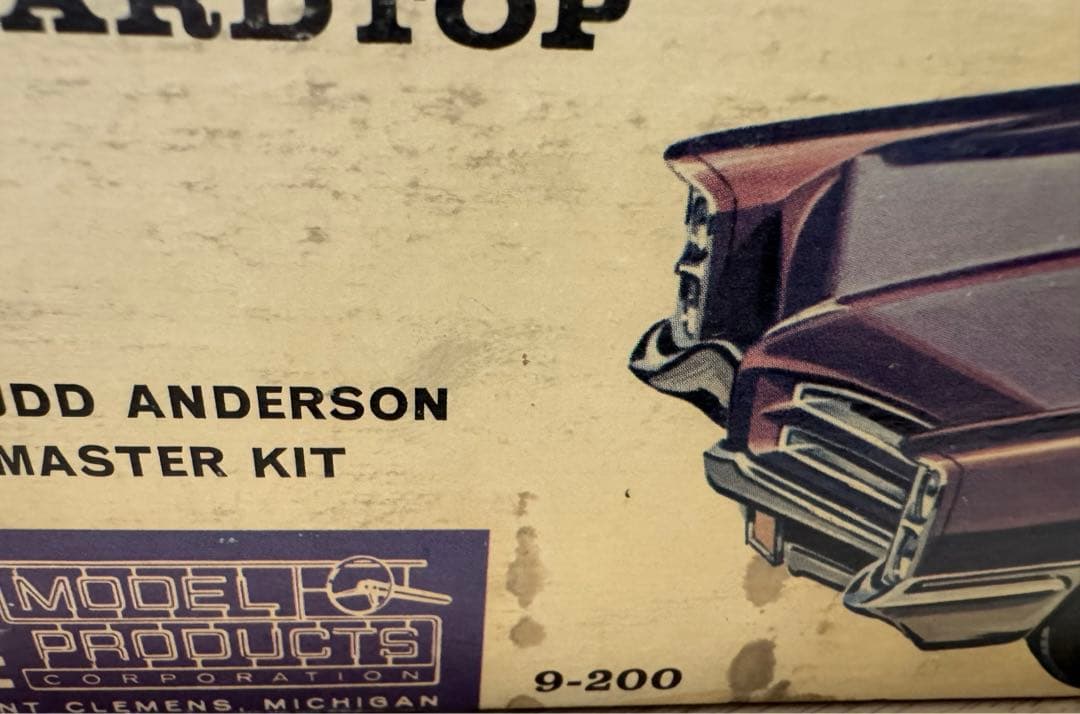 ARDTOP
UDD ANDERSON
MASTER KIT
MODEL
PRODUCTS
CORPORATION
NT CLEMENS, MICHIGAN
9-200